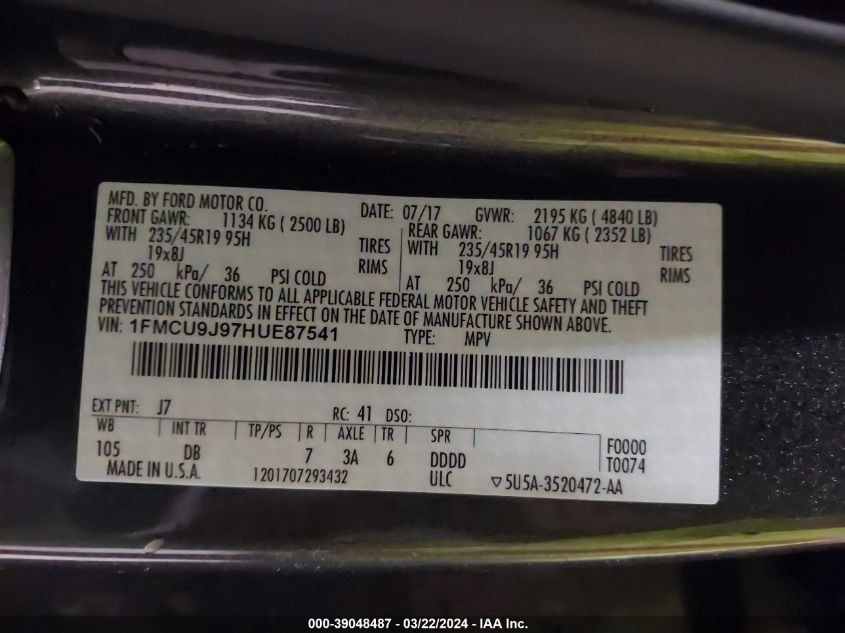 MFD. BY FORD MOTOR CO. DATE: 07/17 GVWR: 2195 KG ( 4840 LB)
FRONT GAWR: 1134 KG ( 2500 LB) REAR GAWR: 1067 KG ( 2352 LB)
WITH 235/45R19 95H TIRES WITH 235/45R19 95H TIRES
19x8J RIMS 19x8J RIMS
AT 250 kPa/ 36 PSI COLD AT 250 kPa/ 36 PSI COLD
THIS VEHICLE CONFORMS TO ALL APPLICABLE FEDERAL MOTOR VEHICLE SAFETY AND THEFT
PREVENTION STANDARDS IN EFFECT ON THE DATE OF MANUFACTURE SHOWN ABOVE.
VIN: 1FMCU9J97HUE87541 TYPE: MPV
EXT PNT: J7 RC: 41 DSO:
WB INT TR TP/PS R AXLE TR SPR F0000
105 DB 7 3A 6 DDDD T0074
MADE IN U.S.A. 1201707293432 ULC ▽5U5A-3520472-AA
000-39048487 - 03/22/2024 - IAA Inc.